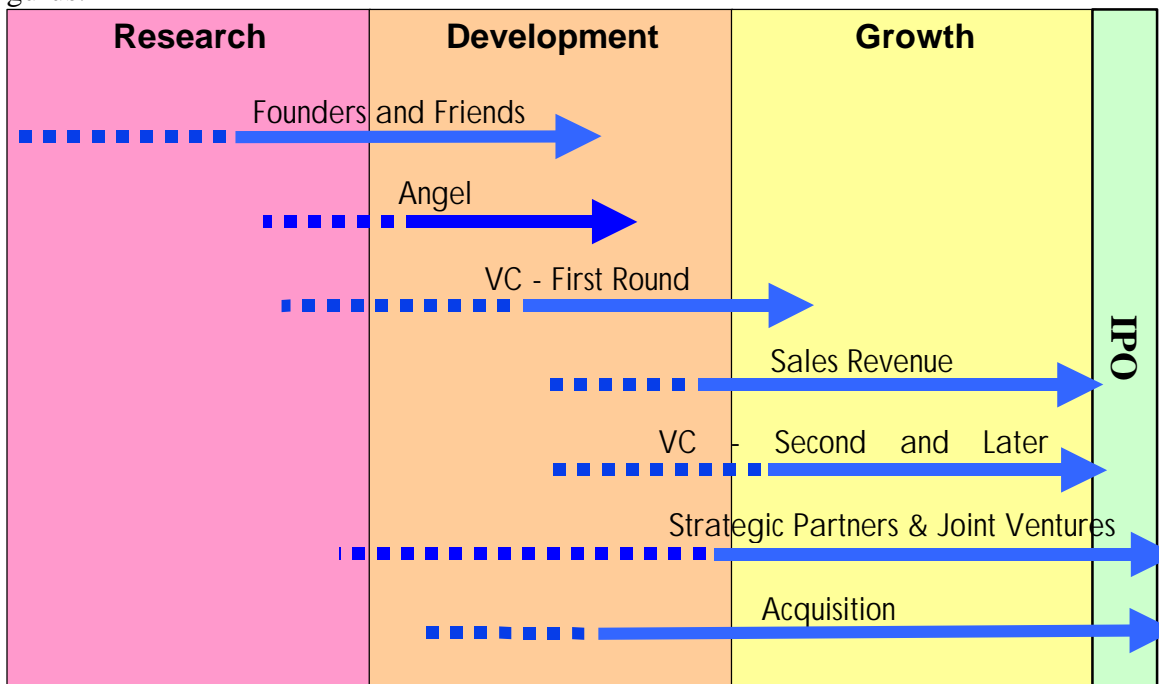 Research Development Growth
Founders and Friends
Angel
VC - First Round
Sales Revenue
IPO
VC - Second and Later
Strategic Partners & Joint Ventures
Acquisition